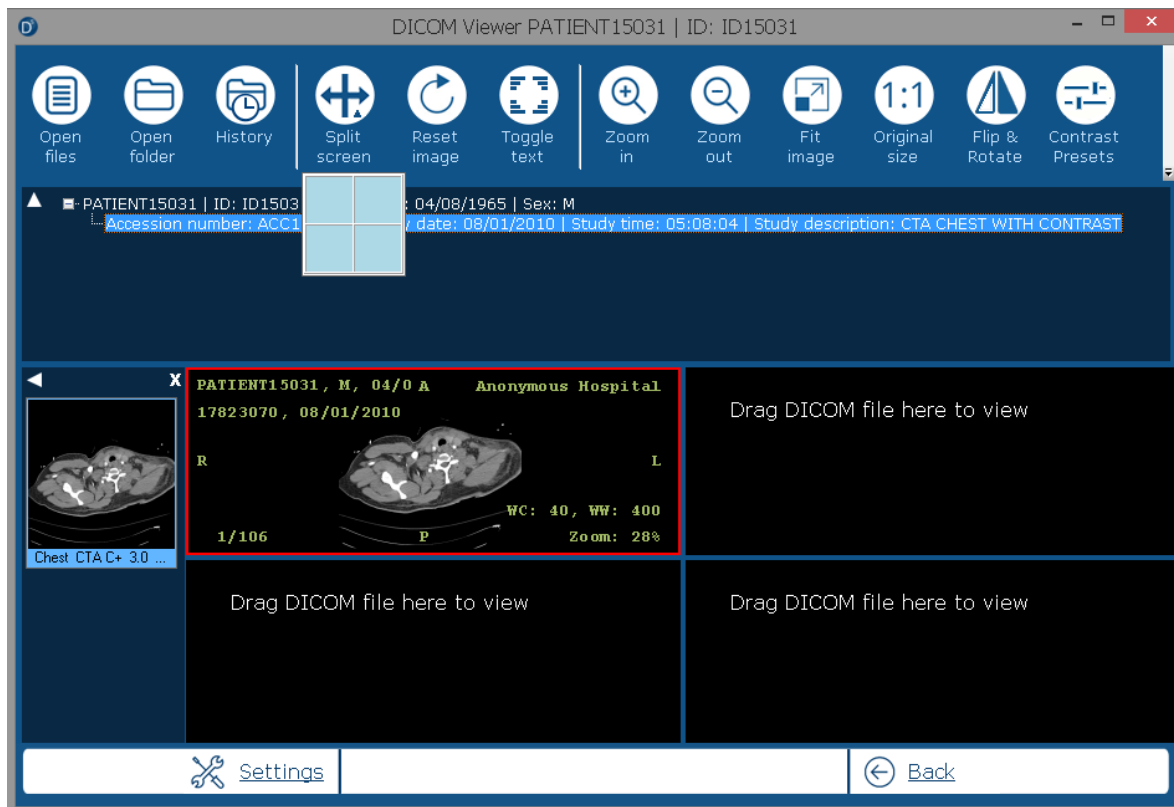 DICOM Viewer PATIENT15031 | ID: ID15031
Open files
Open folder
History
Split screen
Reset image
Toggle text
Zoom in
Zoom out
Fit image
1:1
Original size
Flip & Rotate
Contrast Presets
PATIENT15031 | ID: ID1503 : 04/08/1965 | Sex: M
Accession number: ACC1 date: 08/01/2010 | Study time: 05:08:04 | Study description: CTA CHEST WITH CONTRAST
X
Chest CTA C+ 3.0 ...
PATIENT15031, M, 04/0 A Anonymous Hospital
17823070, 08/01/2010
R L
WC: 40, WW: 400
1/106 P Zoom: 28%
Drag DICOM file here to view
Drag DICOM file here to view
Drag DICOM file here to view
Settings
Back